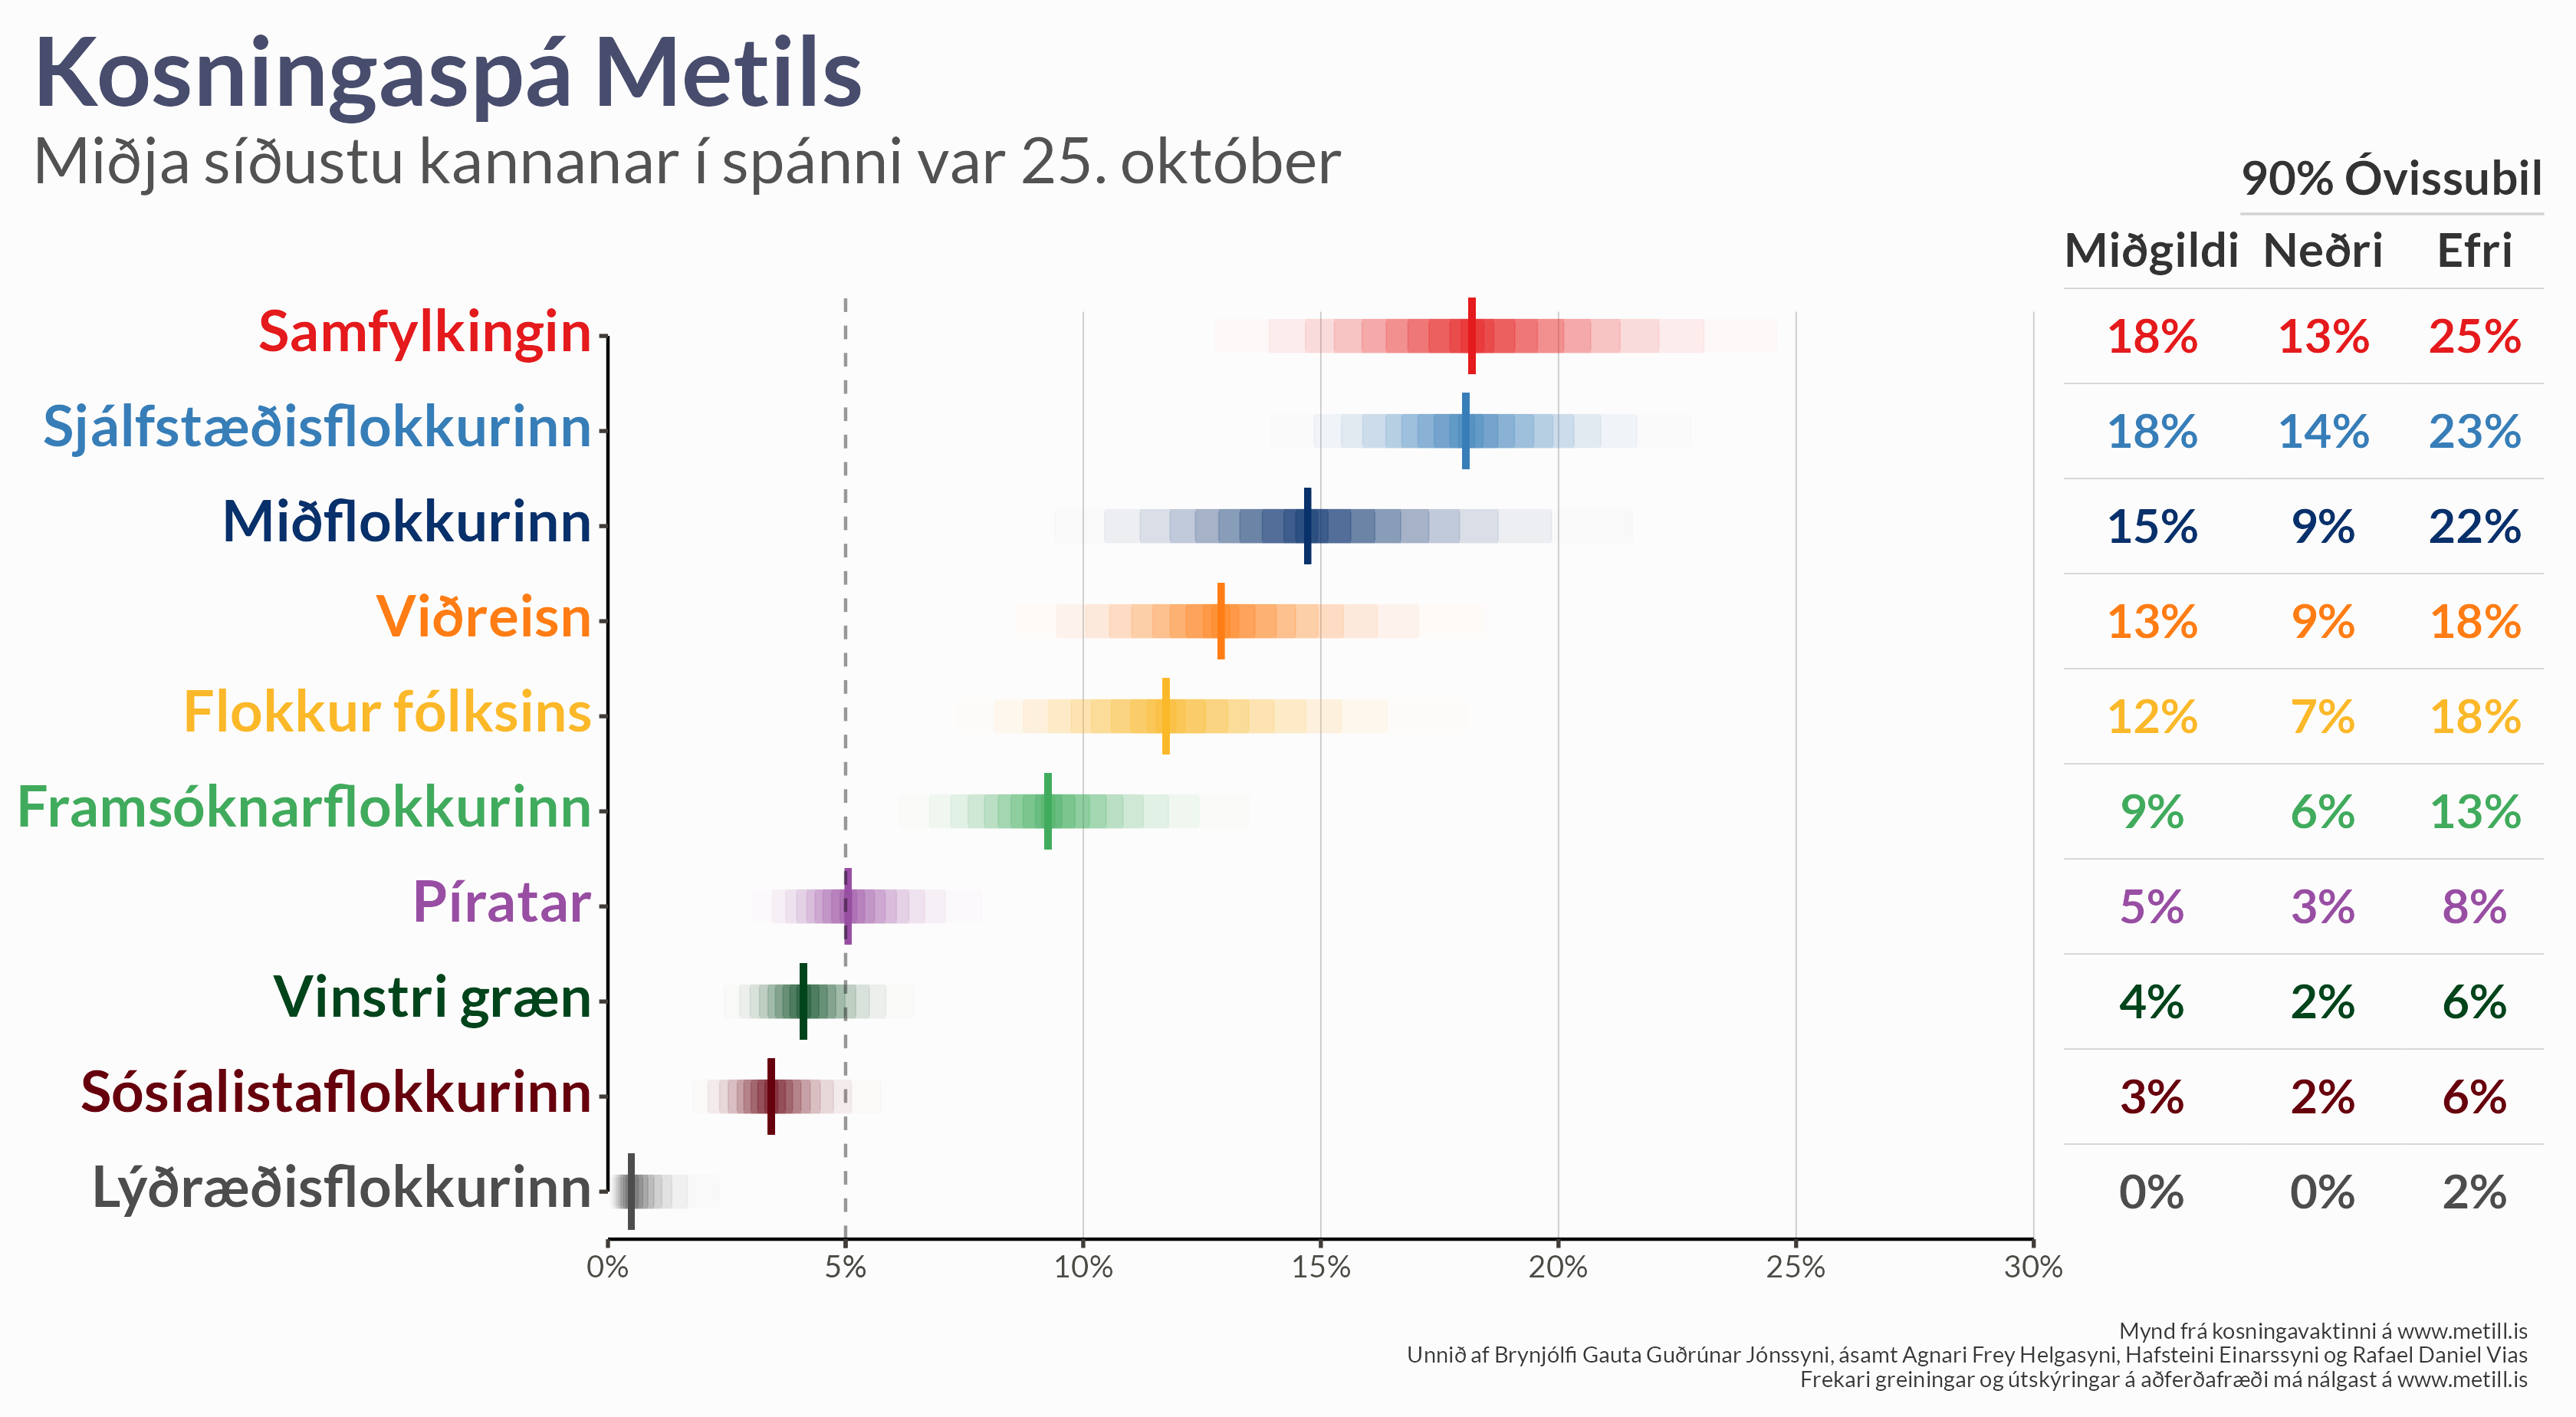 Kosningaspá Metils
Miðja síðustu kannanar í spánni var 25. október
90% Óvissubil
Miðgildi Neðri Efri
Samfylkingin 18% 13% 25%
Sjálfstæðisflokkurinn 18% 14% 23%
Miðflokkurinn 15% 9% 22%
Viðreisn 13% 9% 18%
Flokkur fólksins 12% 7% 18%
Framsóknarflokkurinn 9% 6% 13%
Píratar 5% 3% 8%
Vinstri græn 4% 2% 6%
Sósíalistaflokkurinn 3% 2% 6%
Lýðræðisflokkurinn 0% 0% 2%
0% 5% 10% 15% 20% 25% 30%
Mynd frá kosningavaktinni á www.metill.is
Unnið af Brynjólfi Gauta Guðrúnar Jónssyni, ásamt Agnari Frey Helgasyni, Hafsteini Einarssyni og Rafael Daniel Vias
Frekari greiningar og útskýringar á aðferðafræði má nálgast á www.metill.is